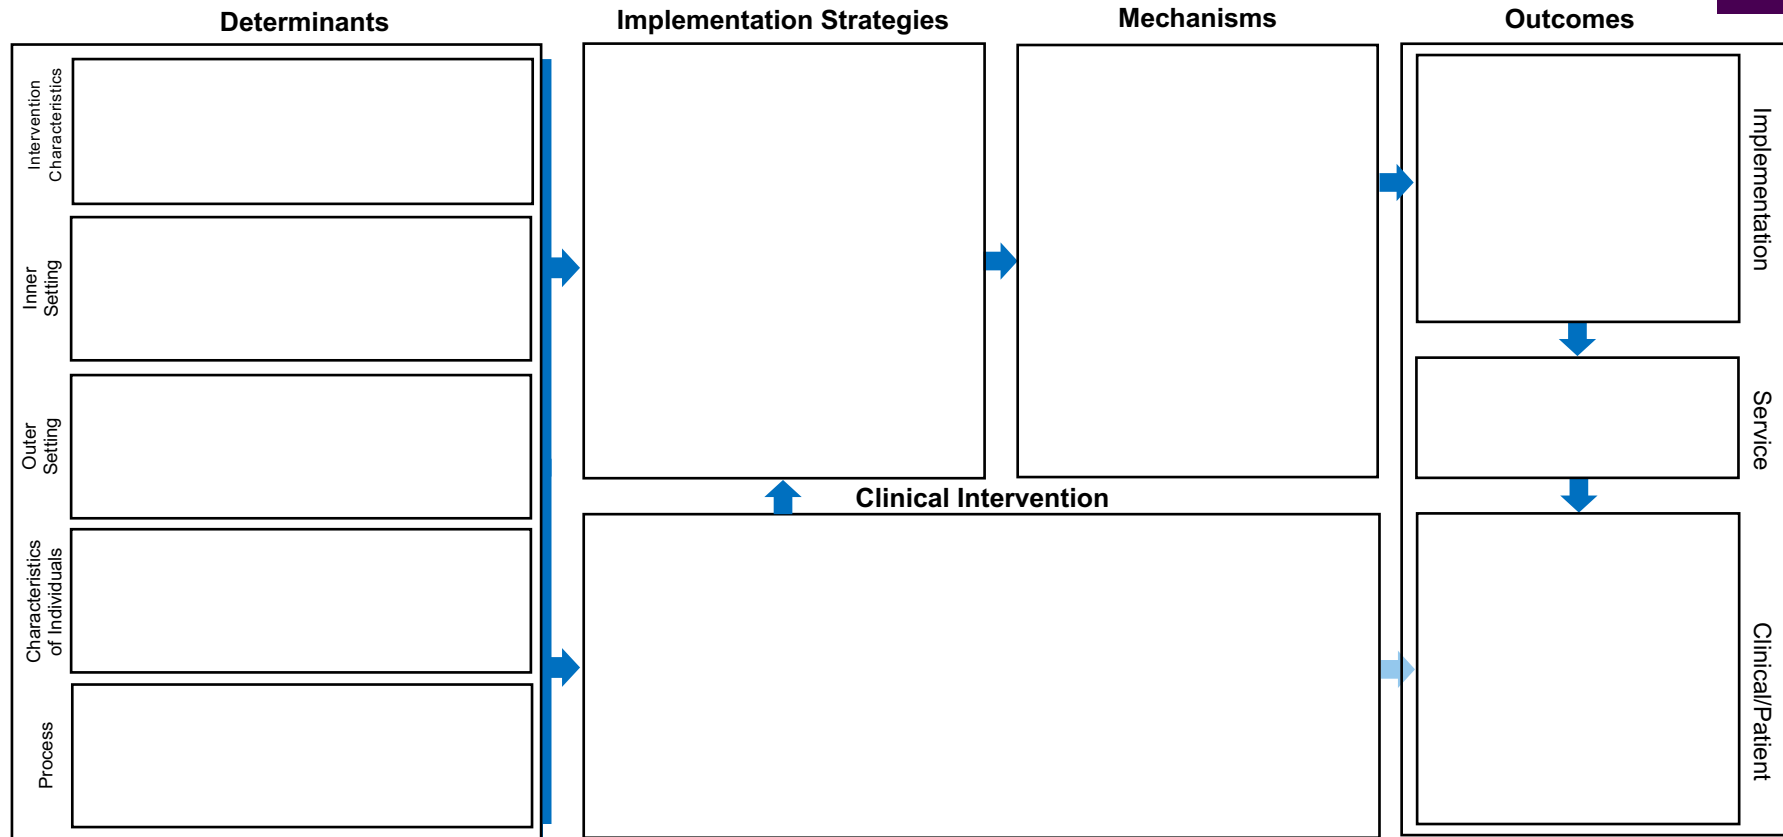 Determinants
Implementation Strategies
Mechanisms
Outcomes
Intervention
Characteristics
Inner
Setting
Outer
Setting
Characteristics
of Individuals
Process
Clinical Intervention
Implementation
Service
Clinical/Patient